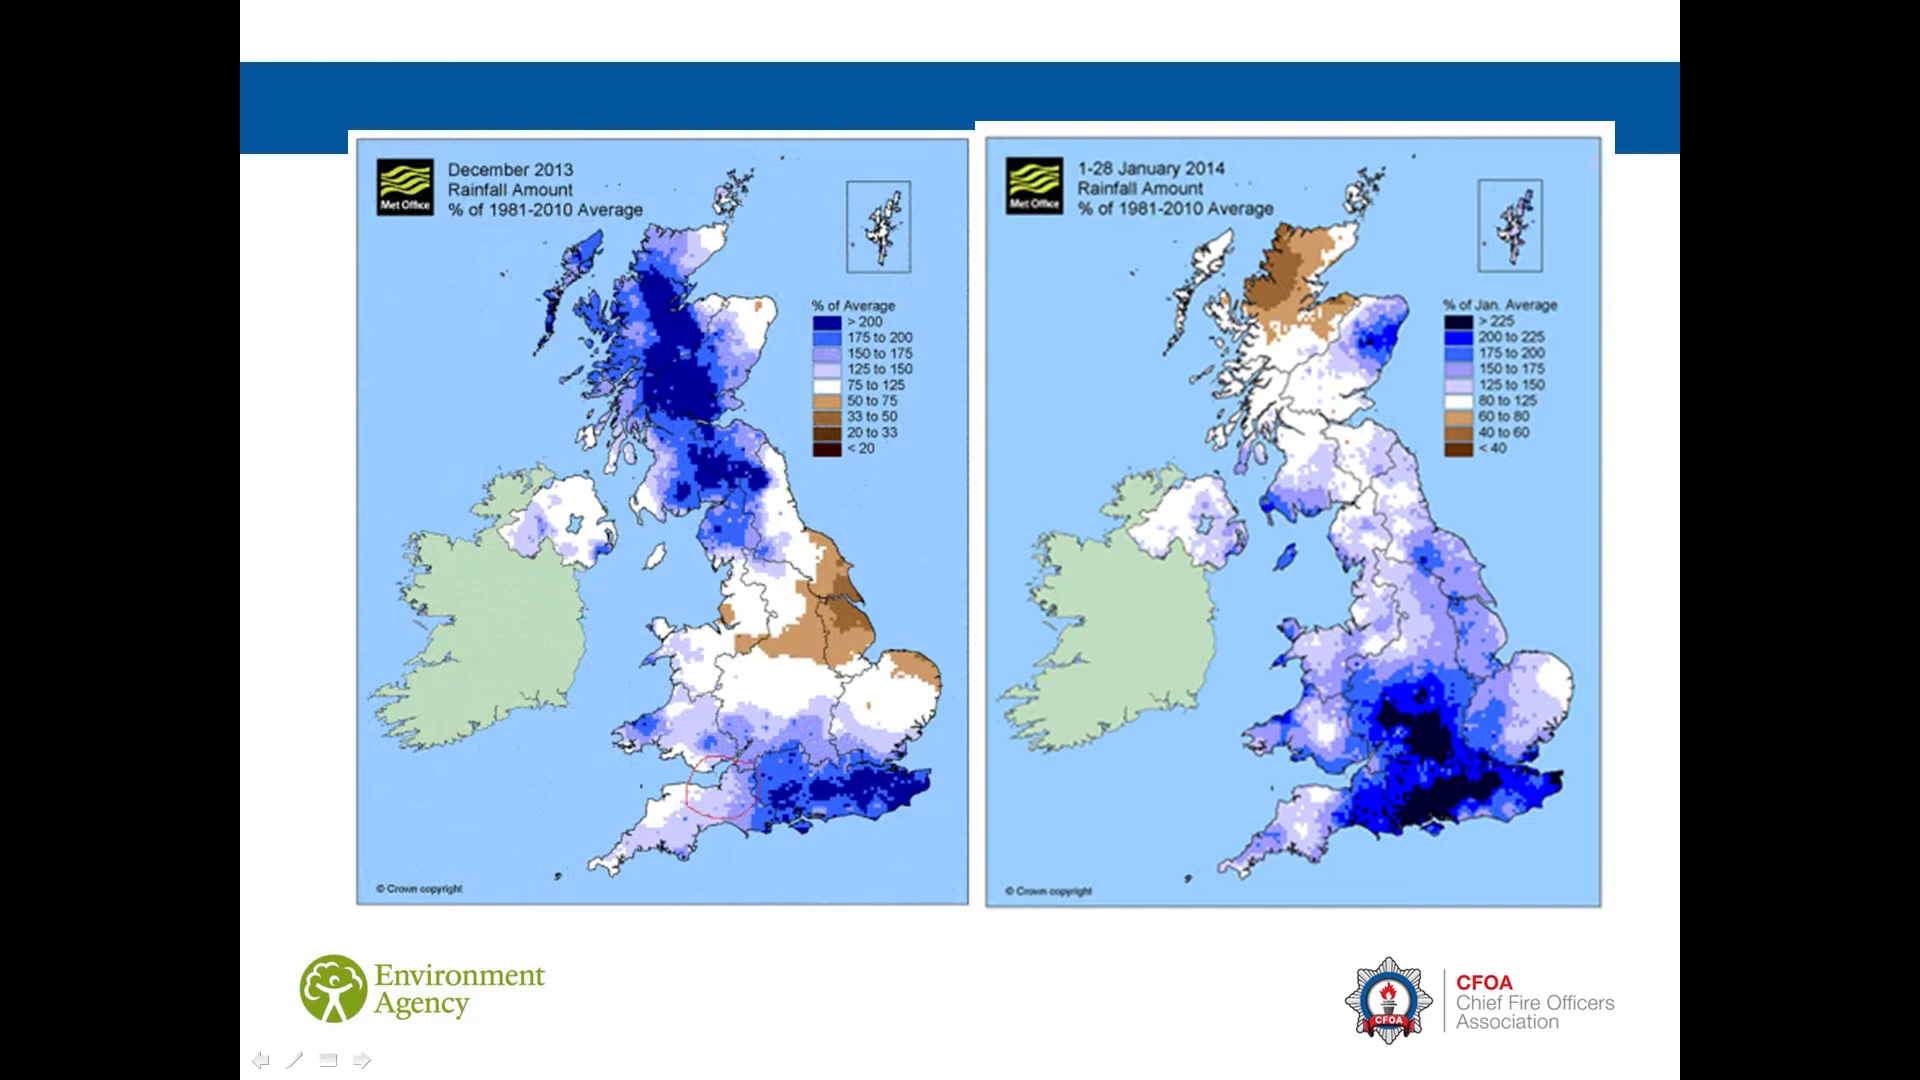 Met Office
December 2013
Rainfall Amount
% of 1981-2010 Average
% of Average
> 200
175 to 200
150 to 175
125 to 150
75 to 125
50 to 75
33 to 50
20 to 33
< 20
© Crown copyright
Met Office
1-28 January 2014
Rainfall Amount
% of 1981-2010 Average
% of Jan. Average
> 225
200 to 225
175 to 200
150 to 175
125 to 150
80 to 125
60 to 80
40 to 60
< 40
© Crown copyright
Environment
Agency
CFOA
CFOA
Chief Fire Officers
Association